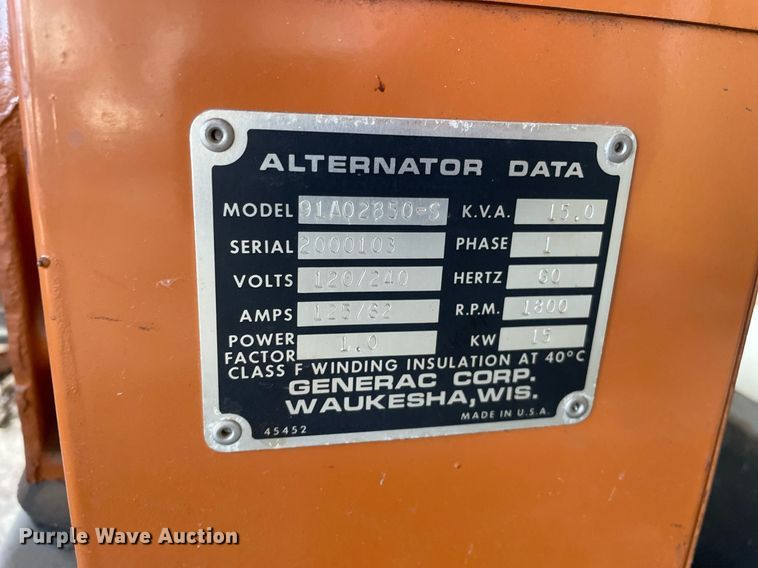 ALTERNATOR DATA
MODEL 91A02850-S K.V.A. 15.0
SERIAL 2000103 PHASE 1
VOLTS 120/240 HERTZ 60
AMPS 125/62 R.P.M. 1800
POWER FACTOR 1.0 KW 15
CLASS F WINDING INSULATION AT 40°C
GENERAC CORP.
WAUKESHA, WIS.
45452 MADE IN U.S.A.
Purple Wave Auction